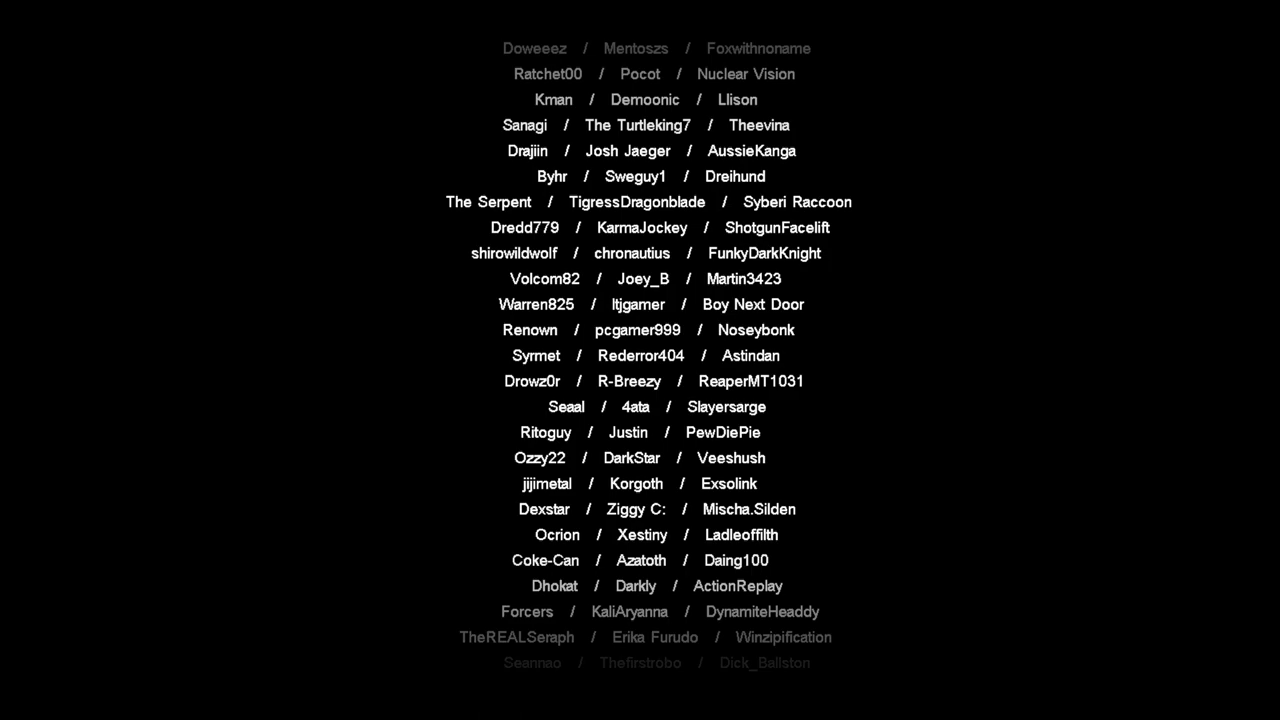 Doweeez / Mentoszs / Foxwithnoname
Ratchet00 / Pocot / Nuclear Vision
Kman / Demoonic / Llison
Sanagi / The Turtleking7 / Theevina
Drajiin / Josh Jaeger / AussieKanga
Byhr / Sweguy1 / Dreihund
The Serpent / TigressDragonblade / Syberi Raccoon
Dredd779 / KarmaJockey / ShotgunFacelift
shirowildwolf / chronautius / FunkyDarkKnight
Volcom82 / Joey_B / Martin3423
Warren825 / ltjgamer / Boy Next Door
Renown / pcgamer999 / Noseybonk
Syrmet / Rederror404 / Astindan
Drowz0r / R-Breezy / ReaperMT1031
Seaal / 4ata / Slayersarge
Ritoguy / Justin / PewDiePie
Ozzy22 / DarkStar / Veeshush
jijimetal / Korgoth / Exsolink
Dexstar / Ziggy C: / Mischa.Silden
Ocrion / Xestiny / Ladleoffilth
Coke-Can / Azatoth / Daing100
Dhokat / Darkly / ActionReplay
Forcers / KaliAryanna / DynamiteHeaddy
TheREALSeraph / Erika Furudo / Winzipification
Seannao / Thefirstrobo / Dick_Ballston